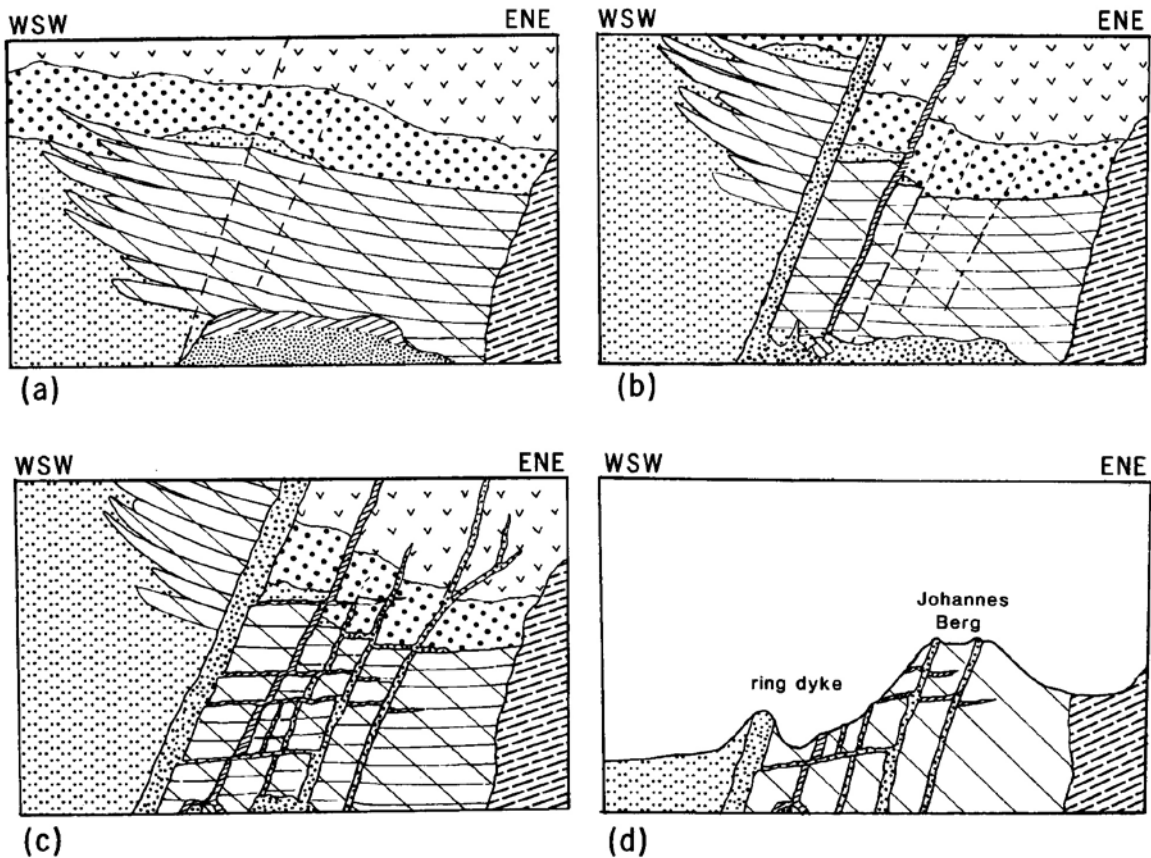 WSW ENE
WSW ENE
(a)
(b)
WSW ENE
WSW ENE
Johannes
Berg
ring dyke
(c)
(d)